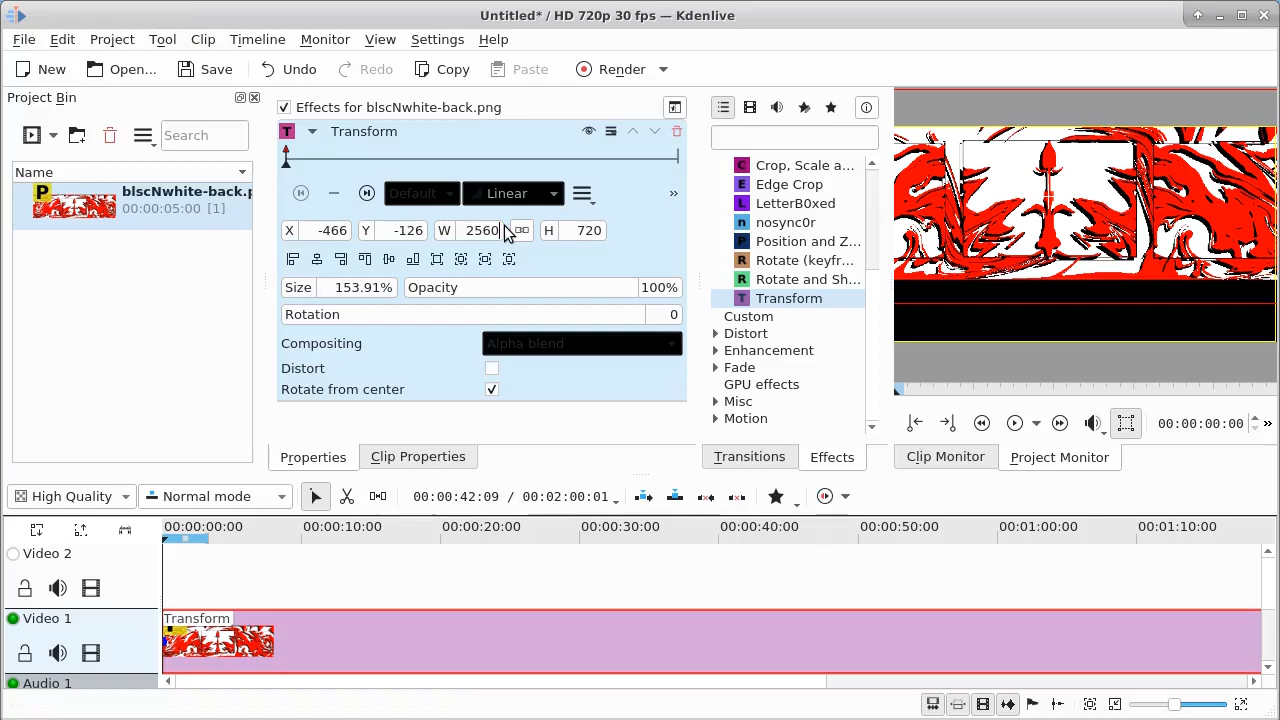 Untitled* / HD 720p 30 fps — Kdenlive
File Edit Project Tool Clip Timeline Monitor View Settings Help
New Open... Save Undo Redo Copy Paste Render
Project Bin
Search
Name
P
blscNwhite-back.p
00:00:05:00 [1]
Effects for blscNwhite-back.png
T Transform
Default Linear »
X -466 Y -126 W 2560 H 720
Size 153.91% Opacity 100%
Rotation 0
Compositing Alpha blend
Distort
Rotate from center
Properties Clip Properties
C Crop, Scale a...
E Edge Crop
L LetterB0xed
n nosync0r
P Position and Z...
R Rotate (keyfr...
R Rotate and Sh...
T Transform
Custom
Distort
Enhancement
Fade
GPU effects
Misc
Motion
Transitions Effects
00:00:00:00 »
Clip Monitor Project Monitor
High Quality Normal mode 00:00:42:09 / 00:02:00:01
00:00:00:00 00:00:10:00 00:00:20:00 00:00:30:00 00:00:40:00 00:00:50:00 00:01:00:00 00:01:10:00
Video 2
Video 1
Transform
Audio 1